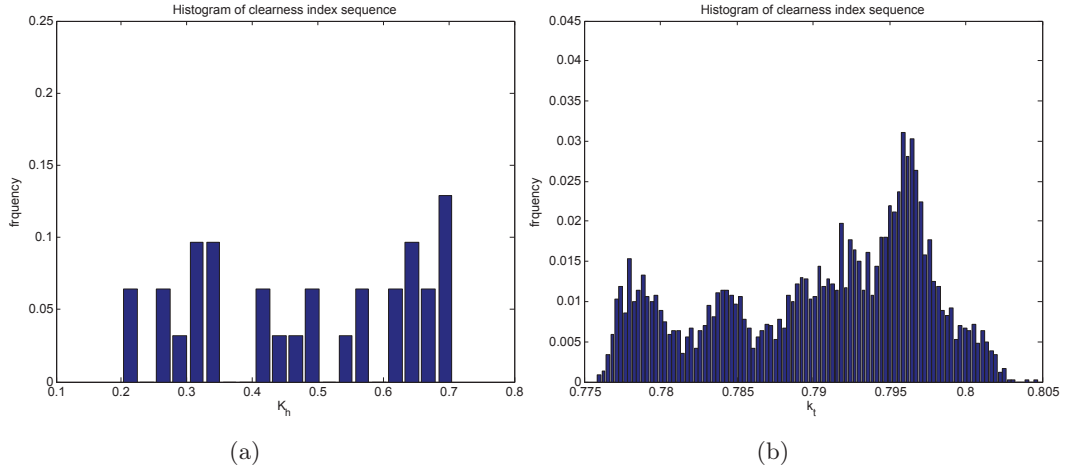 Histogram of clearness index sequence
0.25
0.2
0.15
0.1
0.05
0
frquency
0.1 0.2 0.3 0.4 0.5 0.6 0.7 0.8
K_h
(a)
Histogram of clearness index sequence
0.045
0.04
0.035
0.03
0.025
0.02
0.015
0.01
0.005
0
frquency
0.775 0.78 0.785 0.79 0.795 0.8 0.805
k_t
(b)